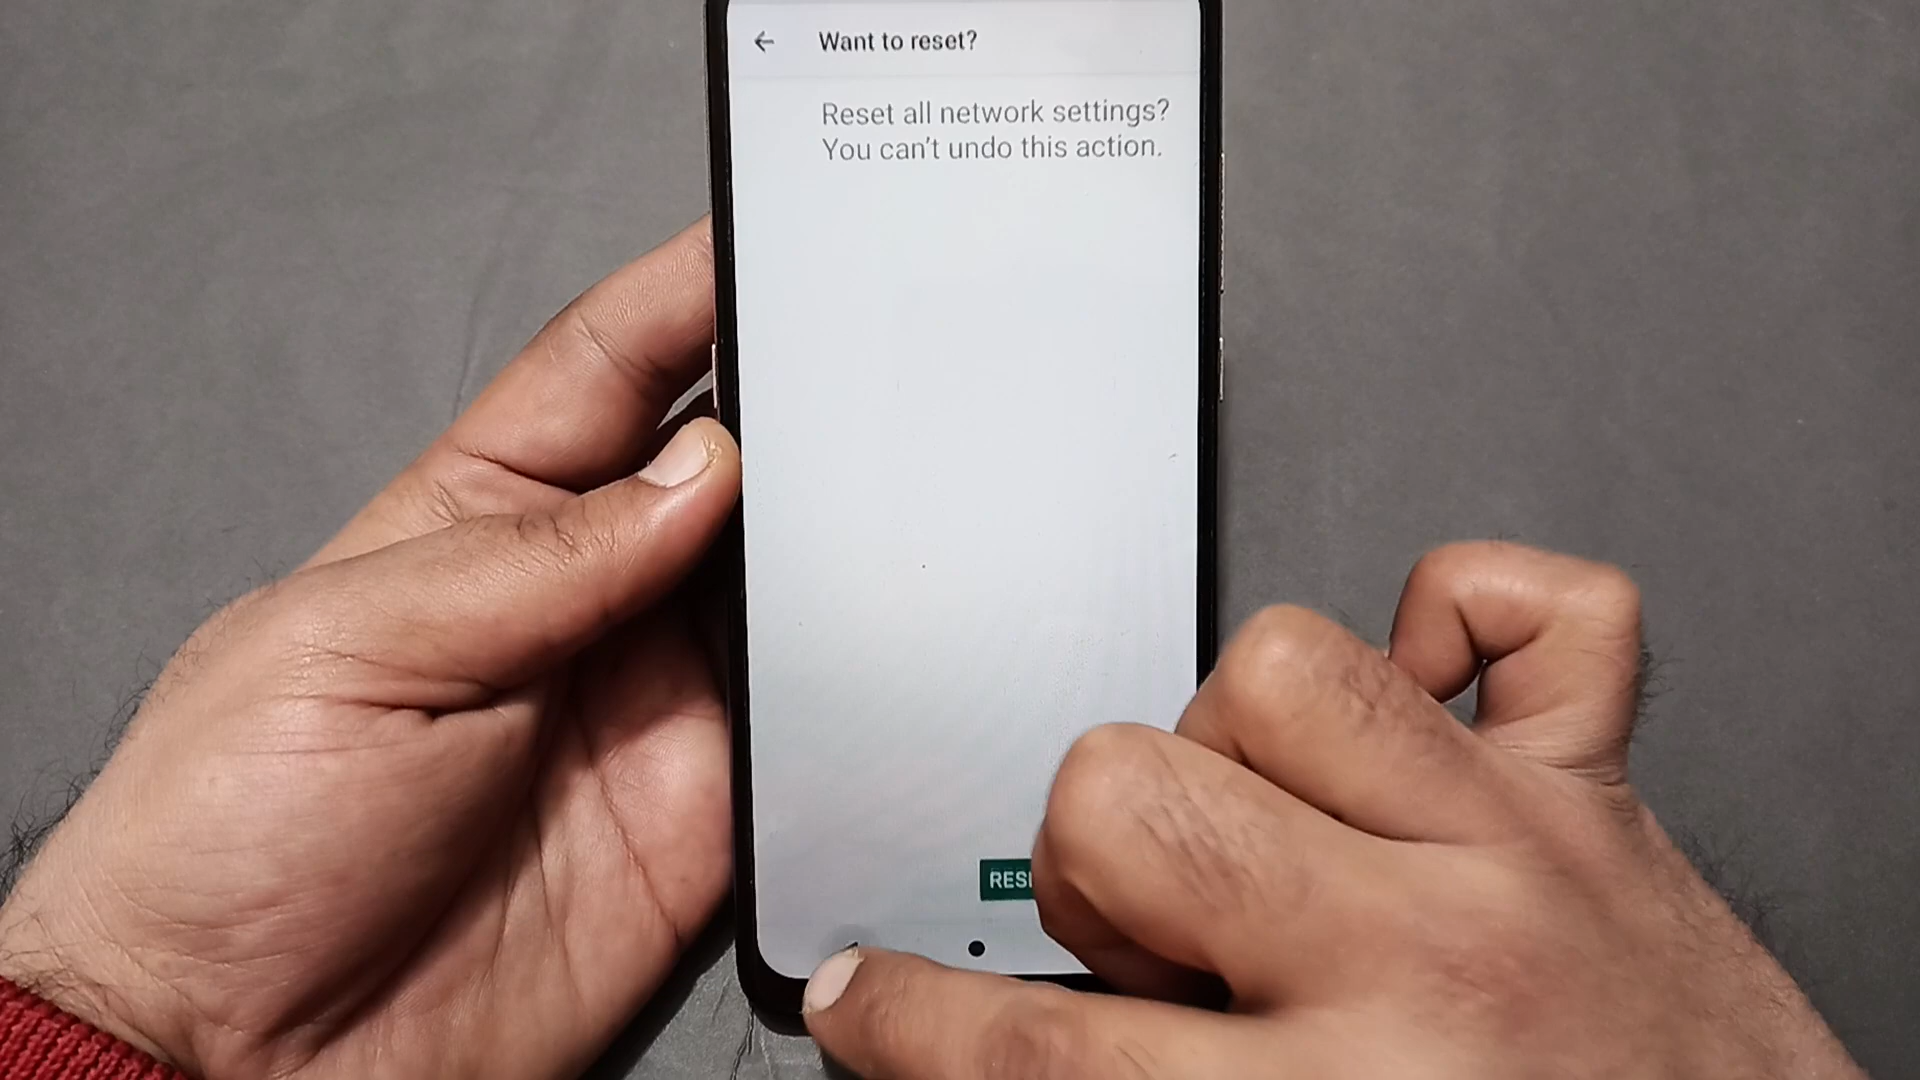 Want to reset?
Reset all network settings?
You can't undo this action.